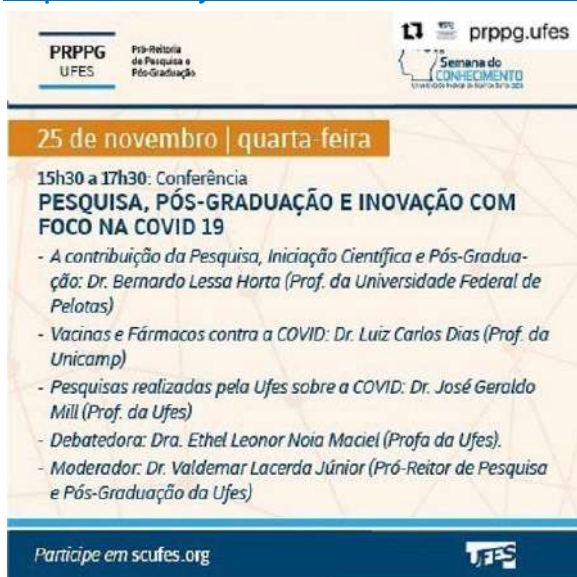 prppg.ufes
PRPPG
UFES
Pró-Reitoria
de Pesquisa e
Pós-Graduação
Semana do
CONHECIMENTO
25 de novembro | quarta-feira
15h30 a 17h30: Conferência
PESQUISA, PÓS-GRADUAÇÃO E INOVAÇÃO COM
FOCO NA COVID 19
- A contribuição da Pesquisa, Iniciação Científica e Pós-Gradua-
ção: Dr. Bernardo Lessa Horta (Prof. da Universidade Federal de
Pelotas)
- Vacinas e Fármacos contra a COVID: Dr. Luiz Carlos Dias (Prof. da
Unicamp)
- Pesquisas realizadas pela Ufes sobre a COVID: Dr. José Geraldo
Mill (Prof. da Ufes)
- Debatedora: Dra. Ethel Leonor Noia Maciel (Profa da Ufes).
- Moderador: Dr. Valdemar Lacerda Júnior (Pró-Reitor de Pesquisa
e Pós-Graduação da Ufes)
Participe em scufes.org
UFES